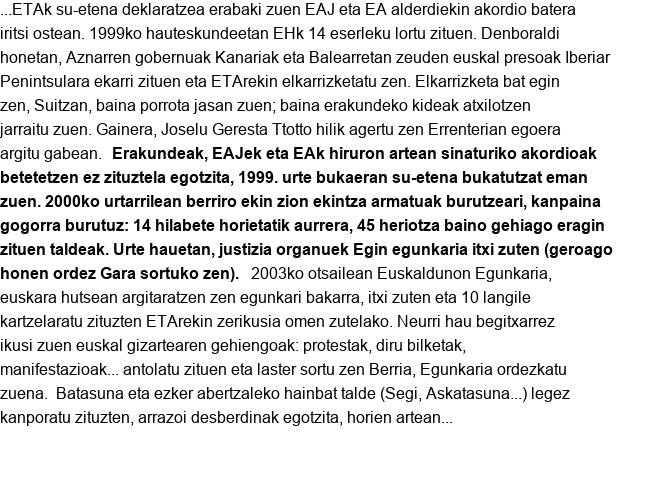 ...ETAk su-etena deklaratzea erabaki zuen EAJ eta EA alderdiekin akordio batera
iritsi ostean. 1999ko hauteskundeetan EHk 14 eserleku lortu zituen. Denboraldi
honetan, Aznarren gobernuak Kanariak eta Balearretan zeuden euskal presoak Iberiar
Penintsulara ekarri zituen eta ETArekin elkarrizketatu zen. Elkarrizketa bat egin
zen, Suitzan, baina porrota jasan zuen; baina erakundeko kideak atxilotzen
jarraitu zuen. Gainera, Joselu Geresta Ttotto hilik agertu zen Errenterian egoera
argitu gabean. Erakundeak, EAJek eta EAk hiruron artean sinaturiko akordioak
betetetzen ez zituztela egotzita, 1999. urte bukaeran su-etena bukatutzat eman
zuen. 2000ko urtarrilean berriro ekin zion ekintza armatuak burutzeari, kanpaina
gogorra burutuz: 14 hilabete horietatik aurrera, 45 heriotza baino gehiago eragin
zituen taldeak. Urte hauetan, justizia organuek Egin egunkaria itxi zuten (geroago
honen ordez Gara sortuko zen). 2003ko otsailean Euskaldunon Egunkaria,
euskara hutsean argitaratzen zen egunkari bakarra, itxi zuten eta 10 langile
kartzelaratu zituzten ETArekin zerikusia omen zutelako. Neurri hau begitxarrez
ikusi zuen euskal gizartearen gehiengoak: protestak, diru bilketak,
manifestazioak... antolatu zituen eta laster sortu zen Berria, Egunkaria ordezkatu
zuena. Batasuna eta ezker abertzaleko hainbat talde (Segi, Askatasuna...) legez
kanporatu zituzten, arrazoi desberdinak egotzita, horien artean...